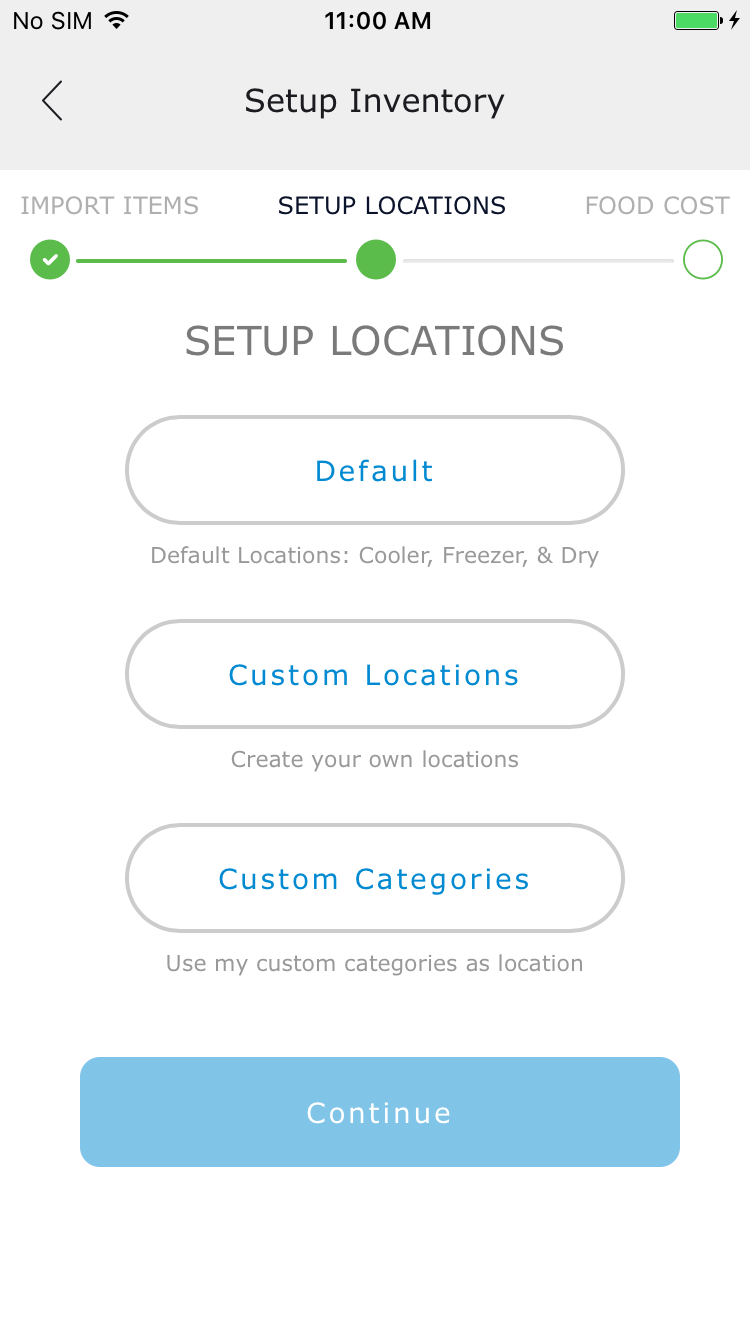 No SIM 11:00 AM
Setup Inventory
IMPORT ITEMS SETUP LOCATIONS FOOD COST
SETUP LOCATIONS
Default
Default Locations: Cooler, Freezer, & Dry
Custom Locations
Create your own locations
Custom Categories
Use my custom categories as location
Continue